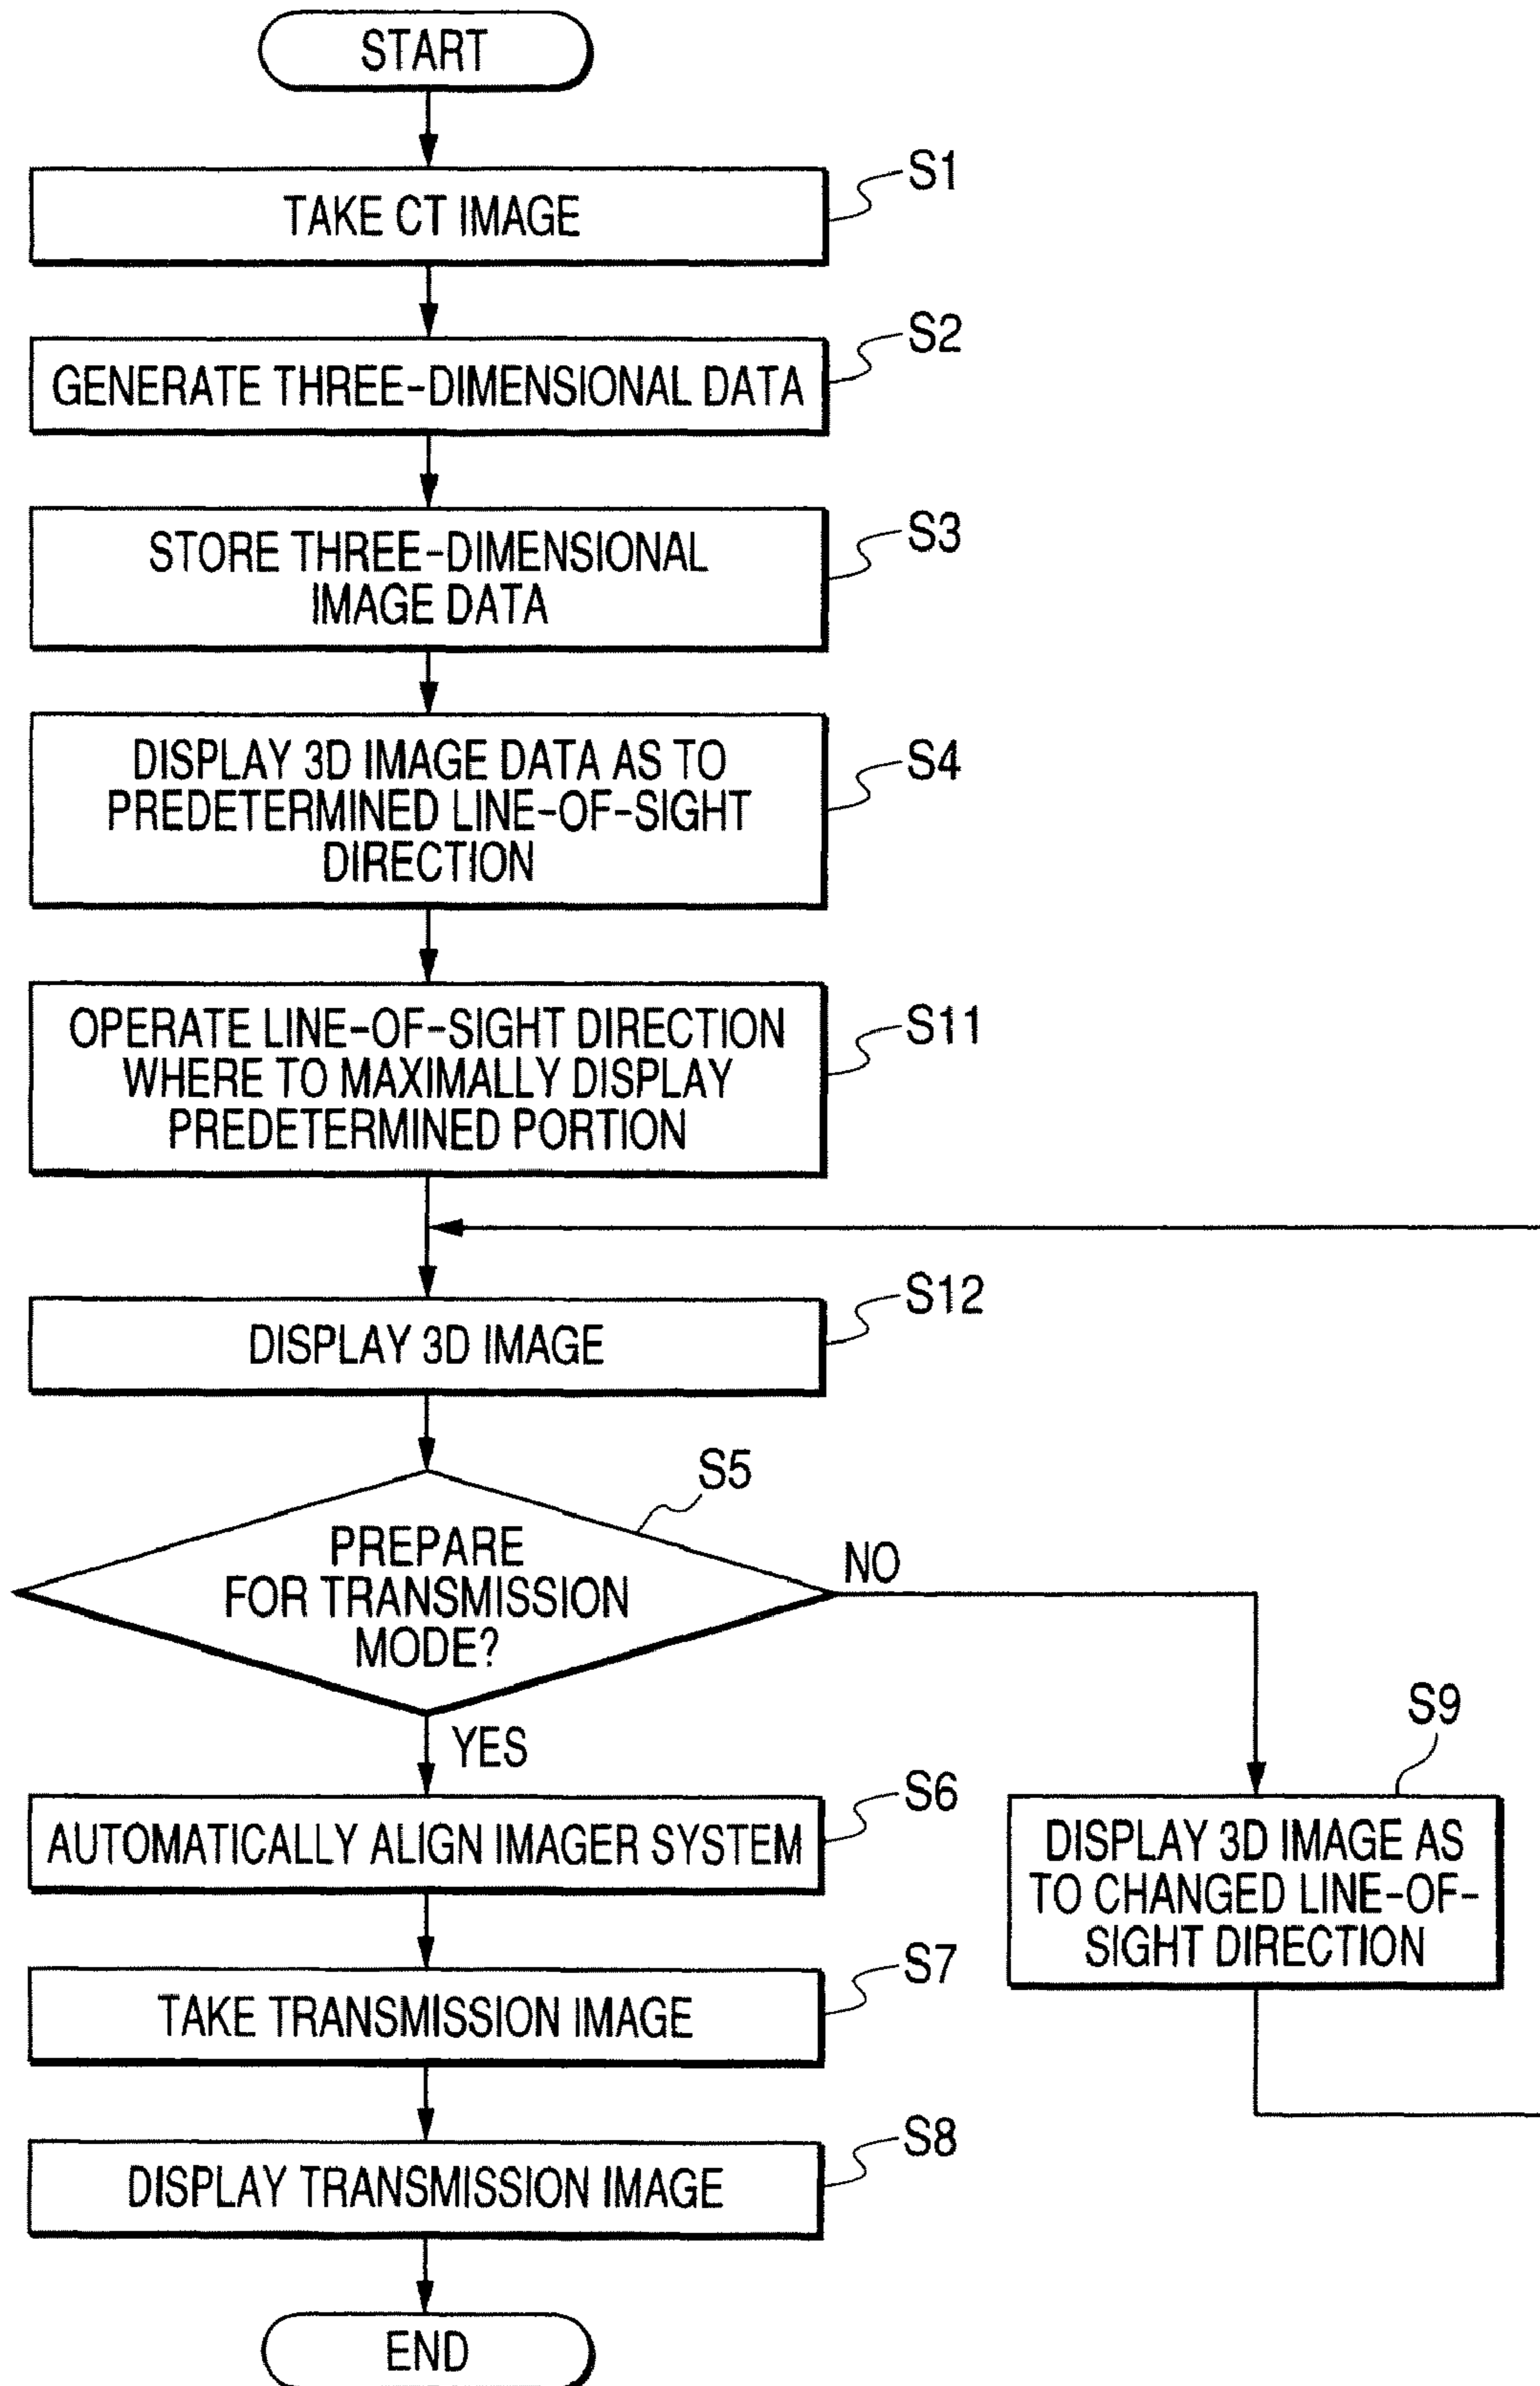 START
S1
TAKE CT IMAGE
S2
GENERATE THREE-DIMENSIONAL DATA
S3
STORE THREE-DIMENSIONAL
IMAGE DATA
S4
DISPLAY 3D IMAGE DATA AS TO
PREDETERMINED LINE-OF-SIGHT
DIRECTION
S11
OPERATE LINE-OF-SIGHT DIRECTION
WHERE TO MAXIMALLY DISPLAY
PREDETERMINED PORTION
S12
DISPLAY 3D IMAGE
S5
PREPARE
FOR TRANSMISSION
MODE?
NO
YES
S6
AUTOMATICALLY ALIGN IMAGER SYSTEM
S9
DISPLAY 3D IMAGE AS
TO CHANGED LINE-OF-
SIGHT DIRECTION
S7
TAKE TRANSMISSION IMAGE
S8
DISPLAY TRANSMISSION IMAGE
END